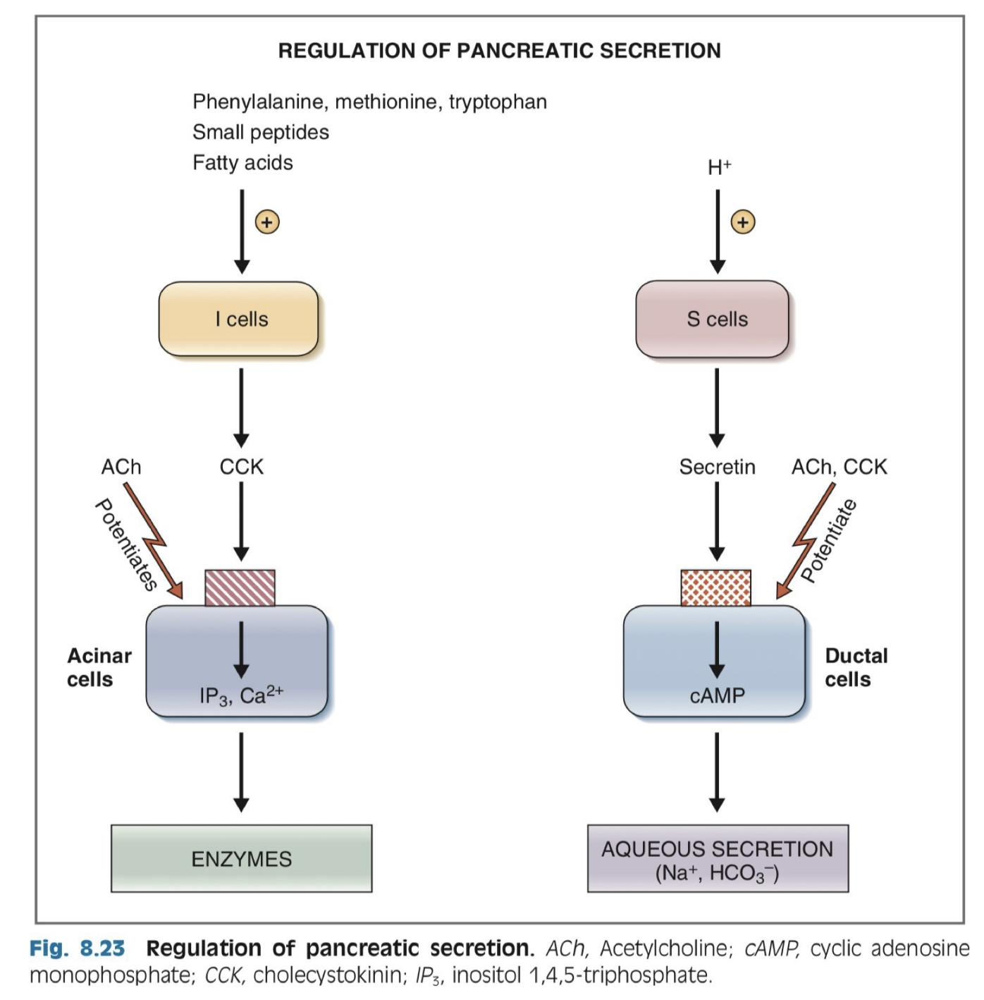 REGULATION OF PANCREATIC SECRETION
Phenylalanine, methionine, tryptophan
Small peptides
Fatty acids
H⁺
+
+
I cells
S cells
ACh
CCK
Secretin
ACh, CCK
Potentiates
Potentiate
Acinar
cells
IP₃, Ca²⁺
cAMP
Ductal
cells
ENZYMES
AQUEOUS SECRETION
(Na⁺, HCO₃⁻)
Fig. 8.23 Regulation of pancreatic secretion. ACh, Acetylcholine; cAMP, cyclic adenosine
monophosphate; CCK, cholecystokinin; IP₃, inositol 1,4,5-triphosphate.